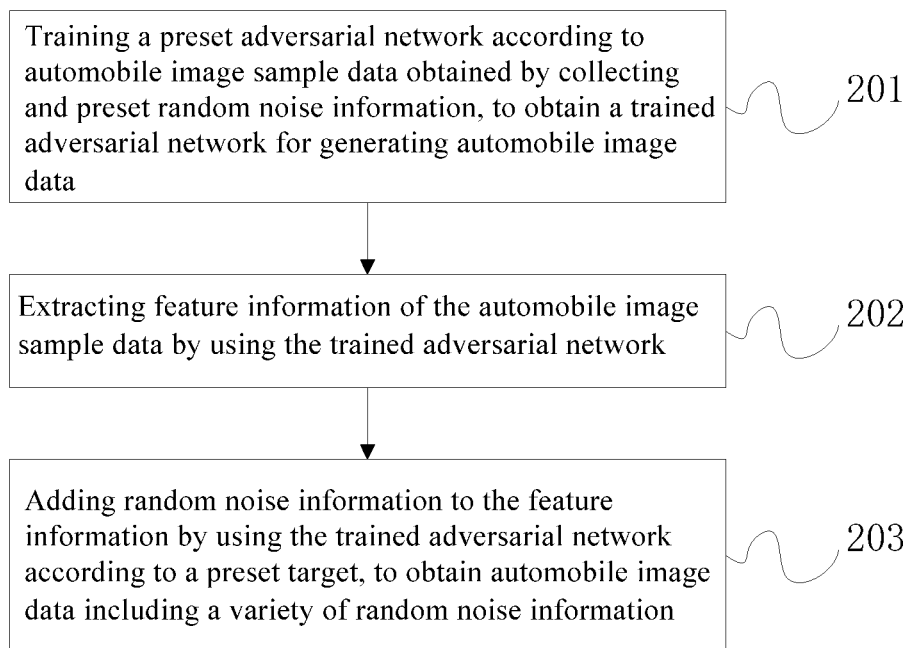 Training a preset adversarial network according to
automobile image sample data obtained by collecting
and preset random noise information, to obtain a trained
adversarial network for generating automobile image
data
201
Extracting feature information of the automobile image
sample data by using the trained adversarial network
202
Adding random noise information to the feature
information by using the trained adversarial network
according to a preset target, to obtain automobile image
data including a variety of random noise information
203